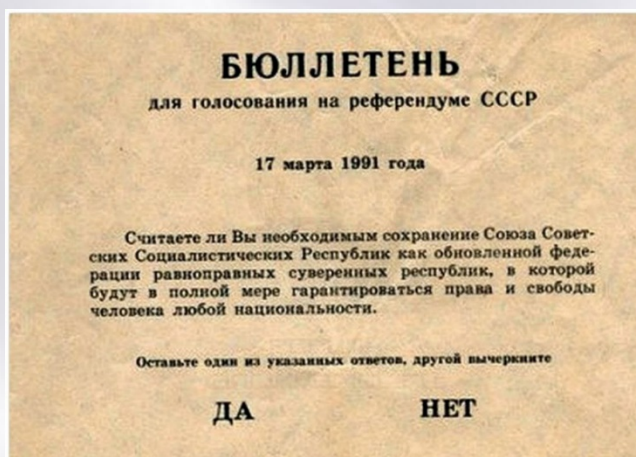 БЮЛЛЕТЕНЬ
для голосования на референдуме СССР
17 марта 1991 года
Считаете ли Вы необходимым сохранение Союза Совет-
ских Социалистических Республик как обновленной феде-
рации равноправных суверенных республик, в которой
будут в полной мере гарантироваться права и свободы
человека любой национальности.
Оставьте один из указанных ответов, другой вычеркните
ДА НЕТ